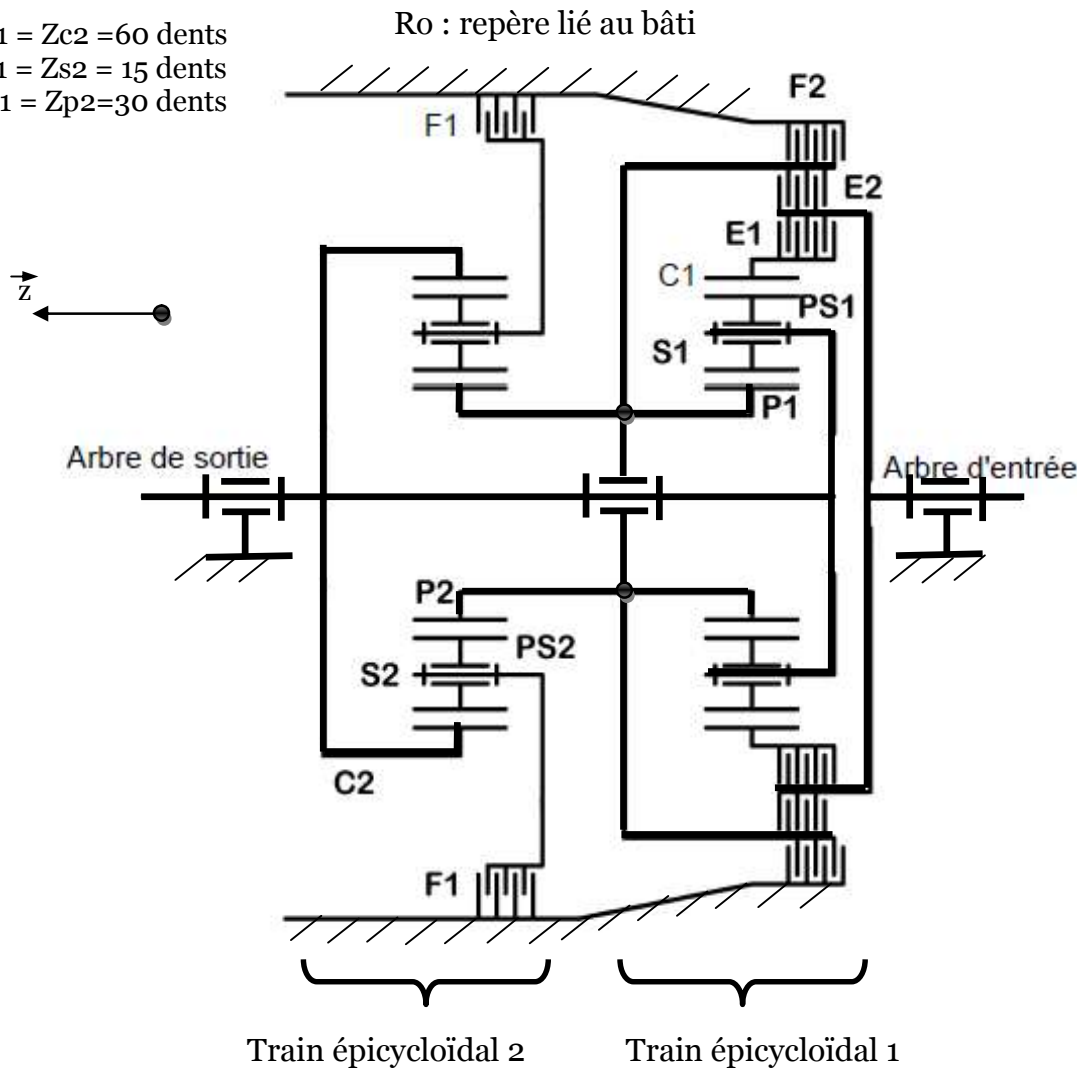 Ro : repère lié au bâti
1 = Zc2 =60 dents
1 = Zs2 = 15 dents
1 = Zp2=30 dents
F2
F1
E2
E1
C1
z
PS1
S1
P1
Arbre de sortie
Arbre d'entrée
P2
PS2
S2
C2
F1
Train épicycloïdal 2
Train épicycloïdal 1